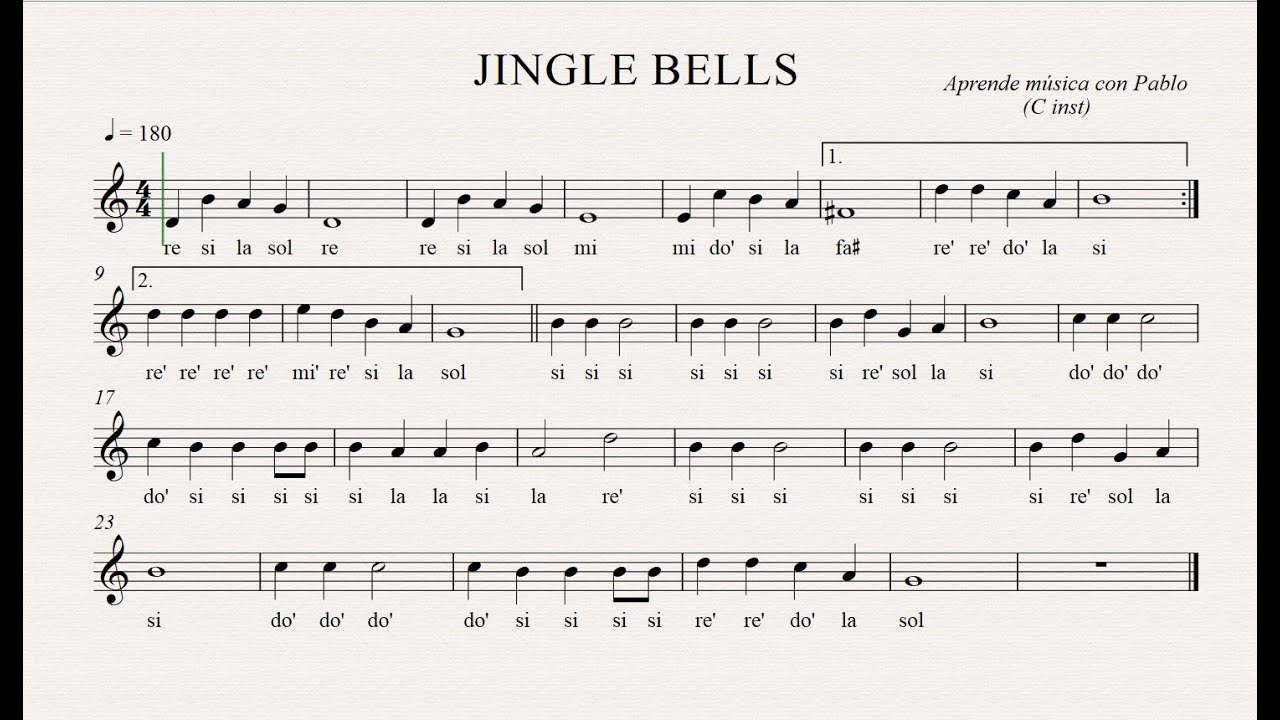 JINGLE BELLS
Aprende música con Pablo
(C inst)
= 180
1.
4
4
re si la sol re re si la sol mi mi do' si la fa# re' re' do' la si
9
2.
re' re' re' re' mi' re' si la sol si si si si si si si re' sol la si do' do' do'
17
do' si si si si si la la si la re' si si si si si si si re' sol la
23
si do' do' do' do' si si si si re' re' do' la sol